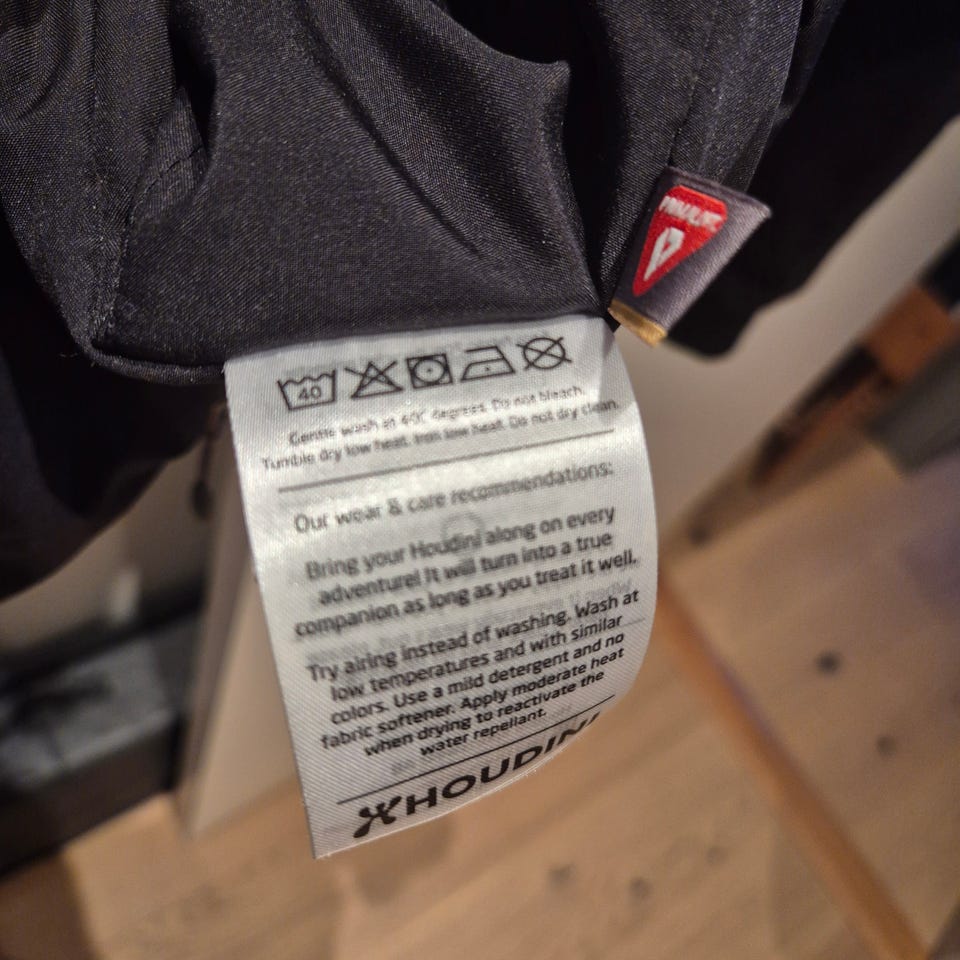 PRIMALOFT
40
Gentle wash at 40C degrees. Do not bleach.
Tumble dry low heat. Iron low heat. Do not dry clean.
Our wear & care recommendations:
Bring your Houdini along on every
adventure! It will turn into a true
companion as long as you treat it well.
Try airing instead of washing. Wash at
low temperatures and with similar
colors. Use a mild detergent and no
fabric softener. Apply moderate heat
when drying to reactivate the
water repellant.
HOUDINI